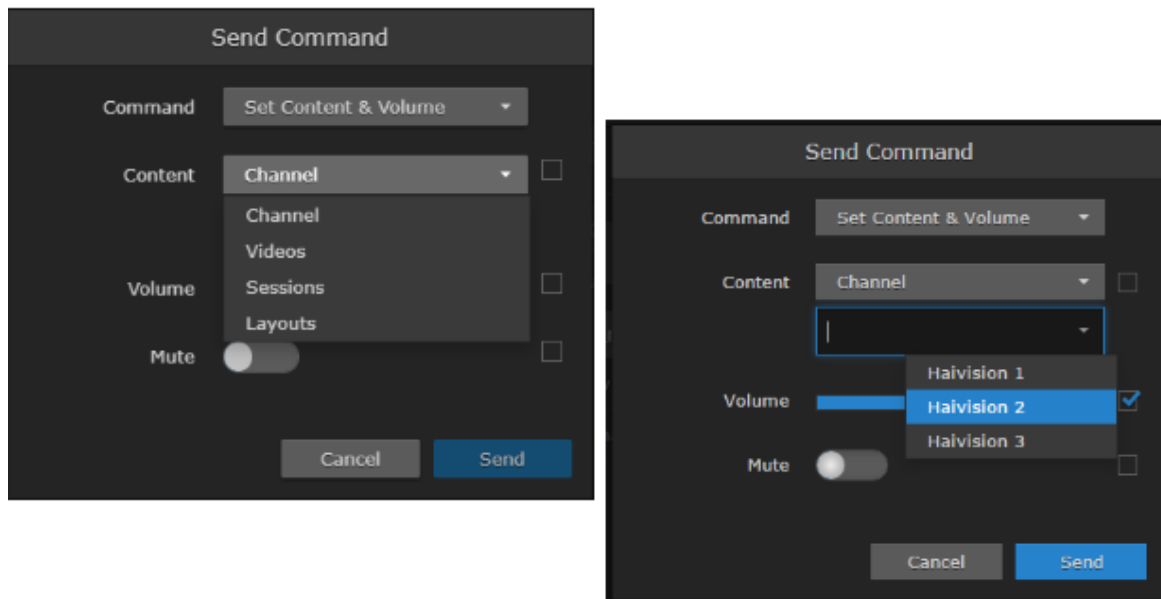 Send Command
Command Set Content & Volume
Content Channel
Channel
Videos
Sessions
Volume
Layouts
Mute
Cancel Send
Send Command
Command Set Content & Volume
Content Channel
Haivision 1
Volume Haivision 2
Haivision 3
Mute
Cancel Send